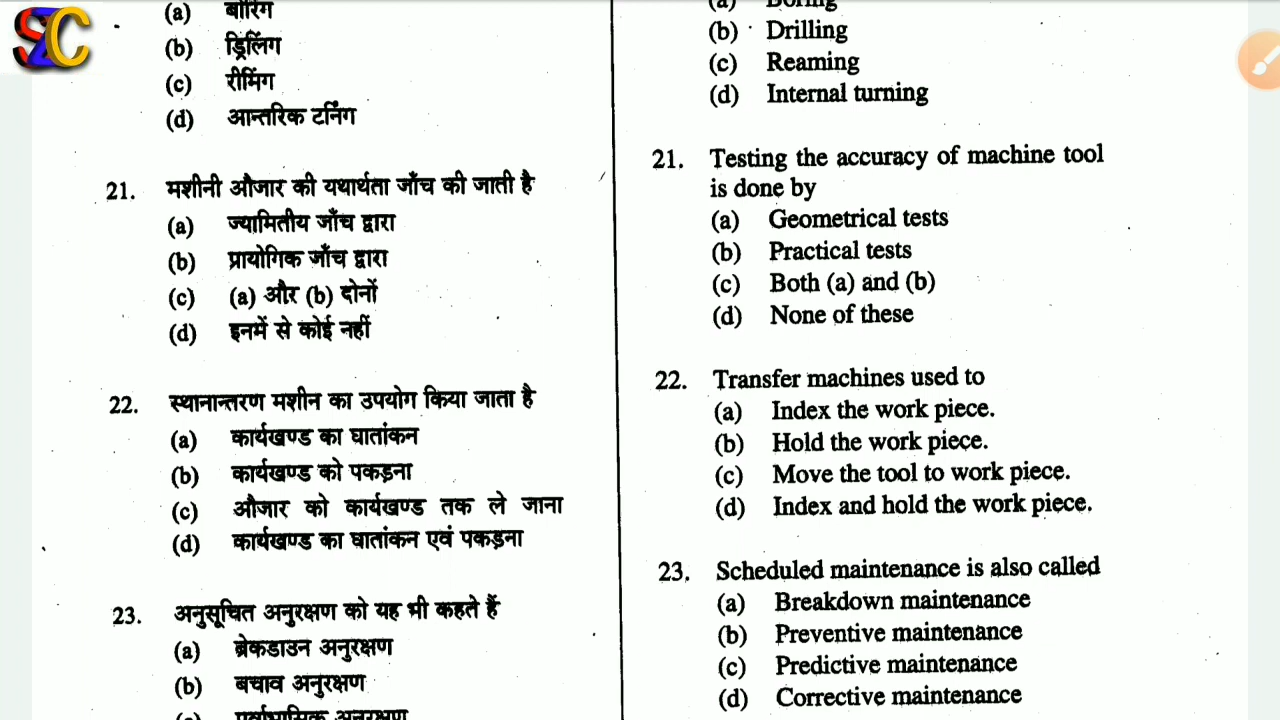 SZC
(a) बोरिंग
(b) ड्रिलिंग
(c) रीमिंग
(d) आन्तरिक टर्निंग
21. मशीनी औजार की यथार्थता जाँच की जाती है
(a) ज्यामितीय जाँच द्वारा
(b) प्रायोगिक जाँच द्वारा
(c) (a) और (b) दोनों
(d) इनमें से कोई नहीं
22. स्थानान्तरण मशीन का उपयोग किया जाता है
(a) कार्यखण्ड का घातांकन
(b) कार्यखण्ड को पकड़ना
(c) औजार को कार्यखण्ड तक ले जाना
(d) कार्यखण्ड का घातांकन एवं पकड़ना
23. अनुसूचित अनुरक्षण को यह भी कहते हैं
(a) ब्रेकडाउन अनुरक्षण
(b) बचाव अनुरक्षण
(c) पूर्वाभासिक अनुरक्षण
(a) Boring
(b) Drilling
(c) Reaming
(d) Internal turning
21. Testing the accuracy of machine tool
is done by
(a) Geometrical tests
(b) Practical tests
(c) Both (a) and (b)
(d) None of these
22. Transfer machines used to
(a) Index the work piece.
(b) Hold the work piece.
(c) Move the tool to work piece.
(d) Index and hold the work piece.
23. Scheduled maintenance is also called
(a) Breakdown maintenance
(b) Preventive maintenance
(c) Predictive maintenance
(d) Corrective maintenance